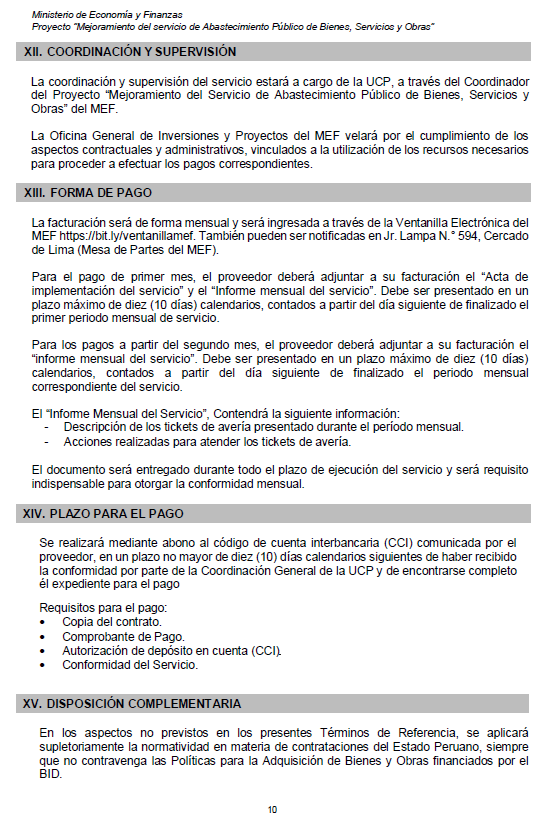 Ministerio de Economía y Finanzas
Proyecto “Mejoramiento del servicio de Abastecimiento Público de Bienes, Servicios y Obras”
XII. COORDINACIÓN Y SUPERVISIÓN
La coordinación y supervisión del servicio estará a cargo de la UCP, a través del Coordinador
del Proyecto “Mejoramiento del Servicio de Abastecimiento Público de Bienes, Servicios y
Obras” del MEF.
La Oficina General de Inversiones y Proyectos del MEF velará por el cumplimiento de los
aspectos contractuales y administrativos, vinculados a la utilización de los recursos necesarios
para proceder a efectuar los pagos correspondientes.
XIII. FORMA DE PAGO
La facturación será de forma mensual y será ingresada a través de la Ventanilla Electrónica del
MEF https://bit.ly/ventanillamef. También pueden ser notificadas en Jr. Lampa N.° 594, Cercado
de Lima (Mesa de Partes del MEF).
Para el pago de primer mes, el proveedor deberá adjuntar a su facturación el “Acta de
implementación del servicio” y el “Informe mensual del servicio”. Debe ser presentado en un
plazo máximo de diez (10 días) calendarios, contados a partir del día siguiente de finalizado el
primer periodo mensual de servicio.
Para los pagos a partir del segundo mes, el proveedor deberá adjuntar a su facturación el
“informe mensual del servicio”. Debe ser presentado en un plazo máximo de diez (10 días)
calendarios, contados a partir del día siguiente de finalizado el periodo mensual
correspondiente del servicio.
El “Informe Mensual del Servicio”, Contendrá la siguiente información:
- Descripción de los tickets de avería presentado durante el período mensual.
- Acciones realizadas para atender los tickets de avería.
El documento será entregado durante todo el plazo de ejecución del servicio y será requisito
indispensable para otorgar la conformidad mensual.
XIV. PLAZO PARA EL PAGO
Se realizará mediante abono al código de cuenta interbancaria (CCI) comunicada por el
proveedor, en un plazo no mayor de diez (10) días calendarios siguientes de haber recibido
la conformidad por parte de la Coordinación General de la UCP y de encontrarse completo
él expediente para el pago
Requisitos para el pago:
• Copia del contrato.
• Comprobante de Pago.
• Autorización de depósito en cuenta (CCI).
• Conformidad del Servicio.
XV. DISPOSICIÓN COMPLEMENTARIA
En los aspectos no previstos en los presentes Términos de Referencia, se aplicará
supletoriamente la normatividad en materia de contrataciones del Estado Peruano, siempre
que no contravenga las Políticas para la Adquisición de Bienes y Obras financiados por el
BID.
10